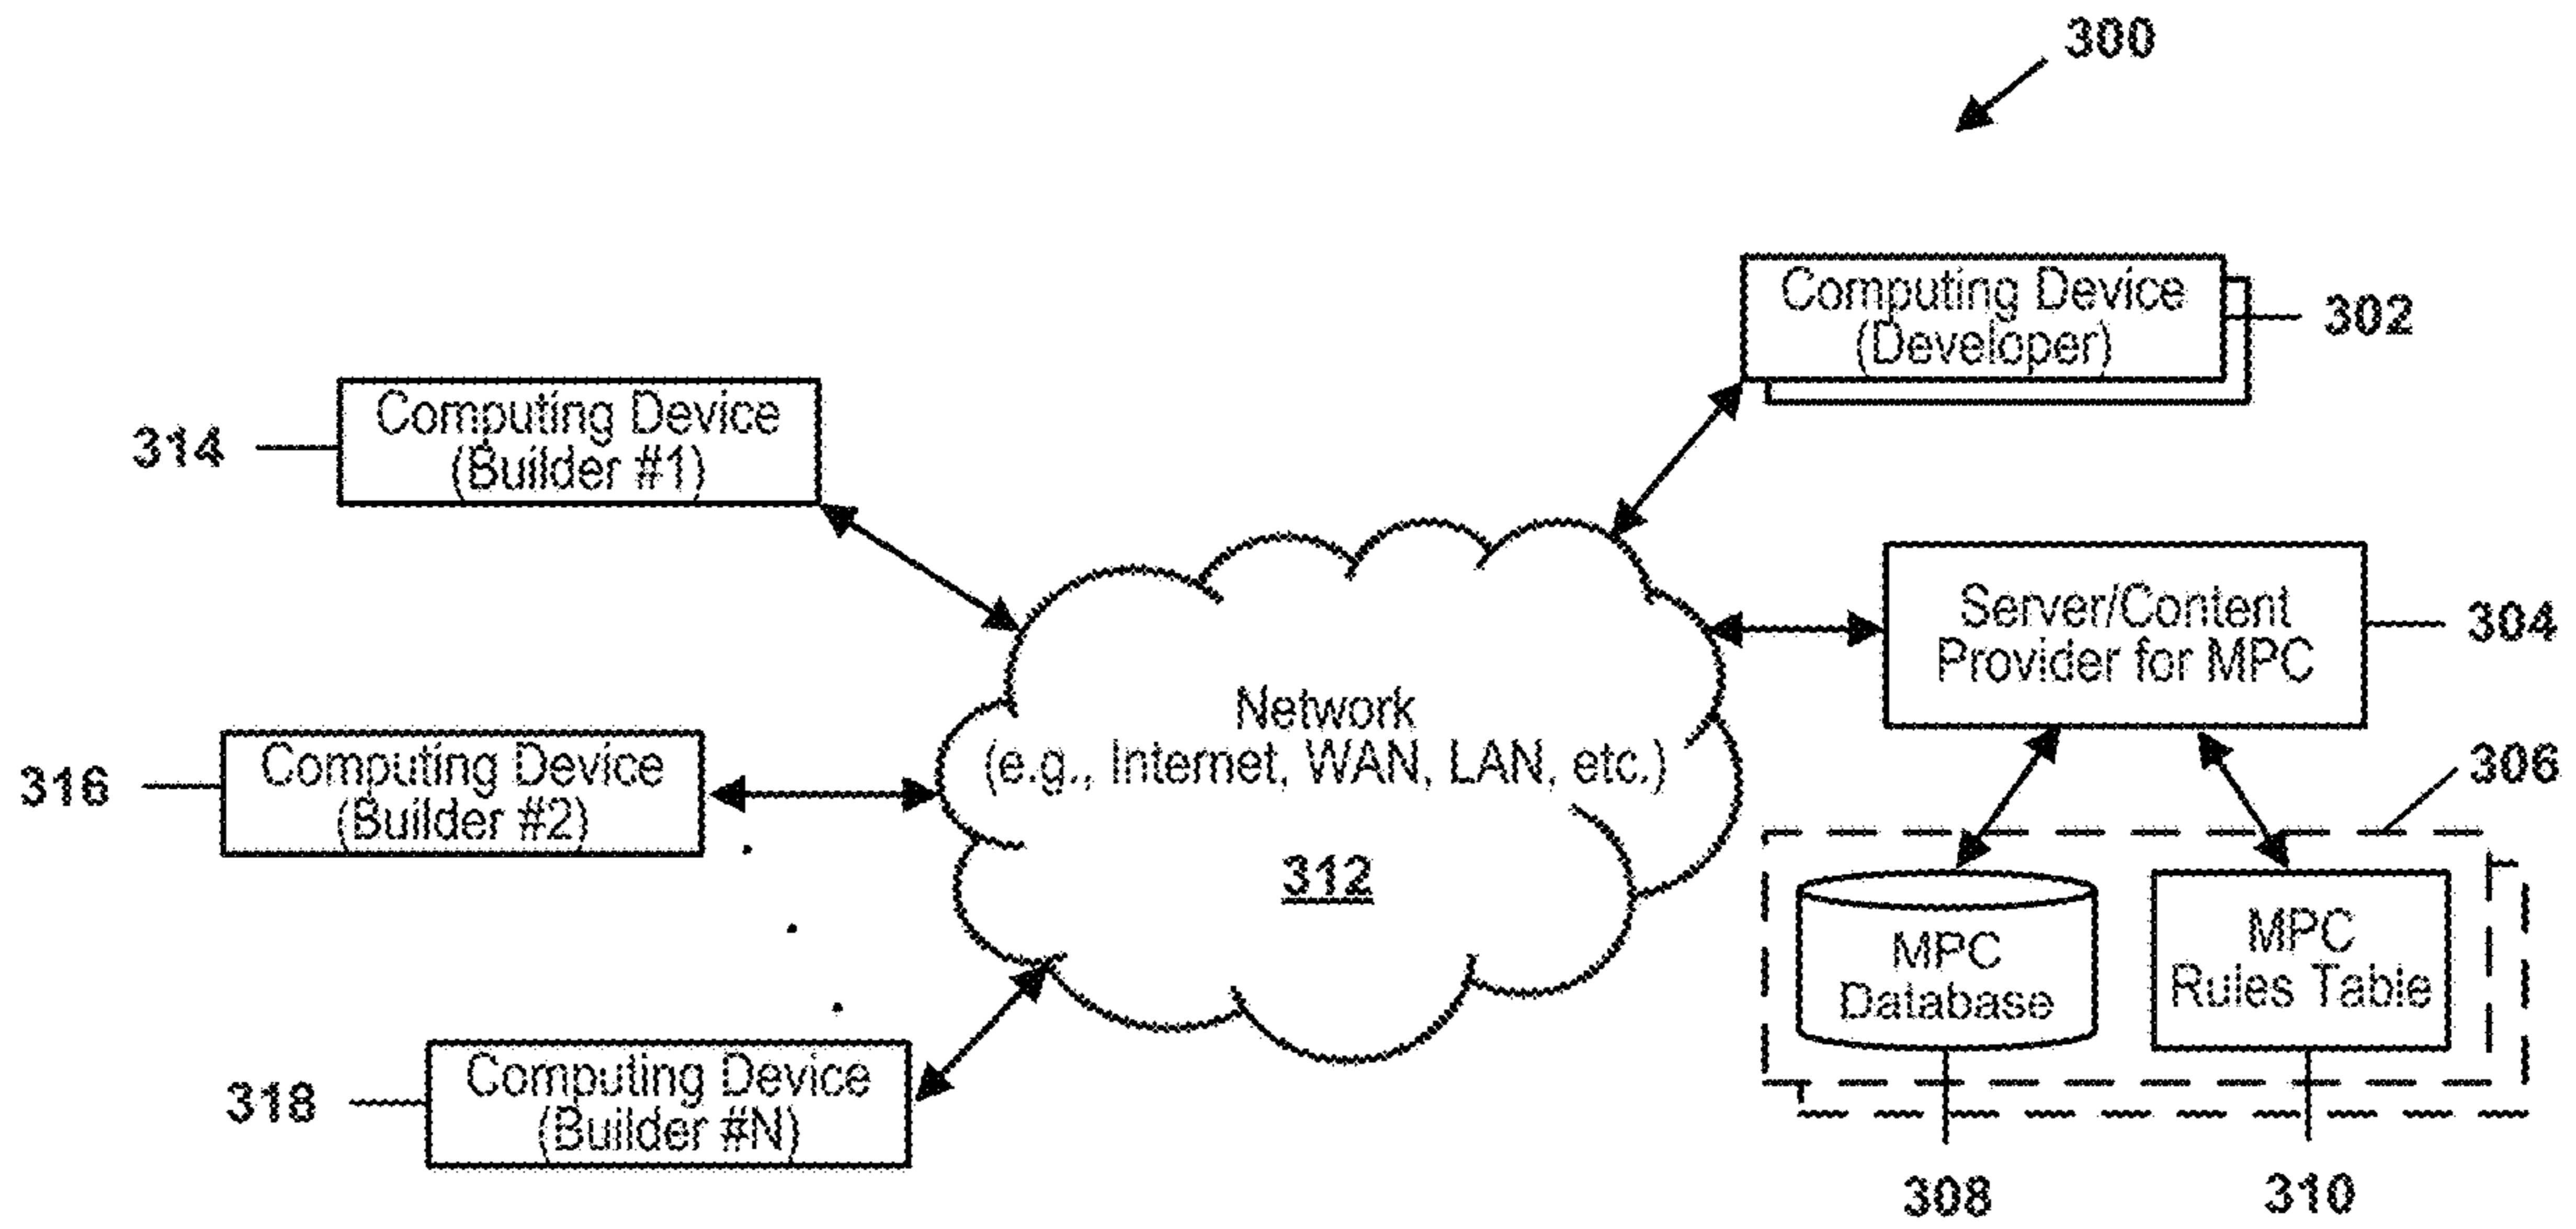 300
Computing Device
(Developer)
302
Computing Device
(Builder #1)
314
Server/Content
Provider for MPC
304
Network
(e.g., Internet, WAN, LAN, etc.)
312
Computing Device
(Builder #2)
316
306
MPC
Database
MPC
Rules Table
Computing Device
(Builder #N)
318
308
310